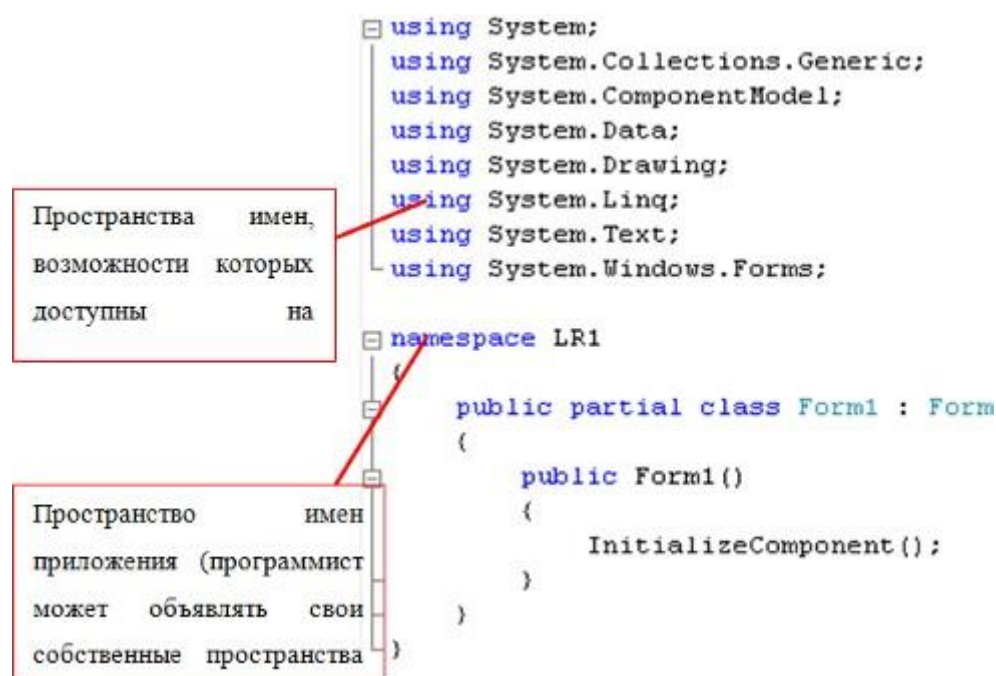 using System;
using System.Collections.Generic;
using System.ComponentModel;
using System.Data;
using System.Drawing;
using System.Linq;
using System.Text;
using System.Windows.Forms;
Пространства имен,
возможности которых
доступны на
namespace LR1
{
public partial class Form1 : Form
{
public Form1()
{
InitializeComponent();
}
}
}
Пространство имен
приложения (программист
может объявлять свои
собственные пространства